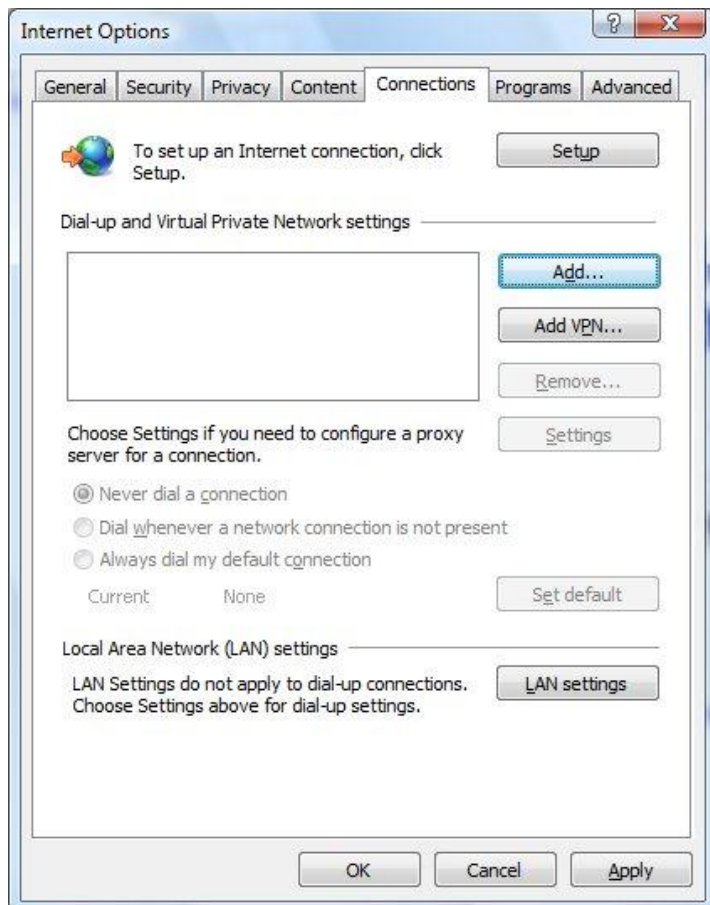 Internet Options
General Security Privacy Content Connections Programs Advanced
To set up an Internet connection, click
Setup.
Setup
Dial-up and Virtual Private Network settings
Add...
Add VPN...
Remove...
Choose Settings if you need to configure a proxy
server for a connection.
Settings
Never dial a connection
Dial whenever a network connection is not present
Always dial my default connection
Current None
Set default
Local Area Network (LAN) settings
LAN Settings do not apply to dial-up connections.
Choose Settings above for dial-up settings.
LAN settings
OK Cancel Apply